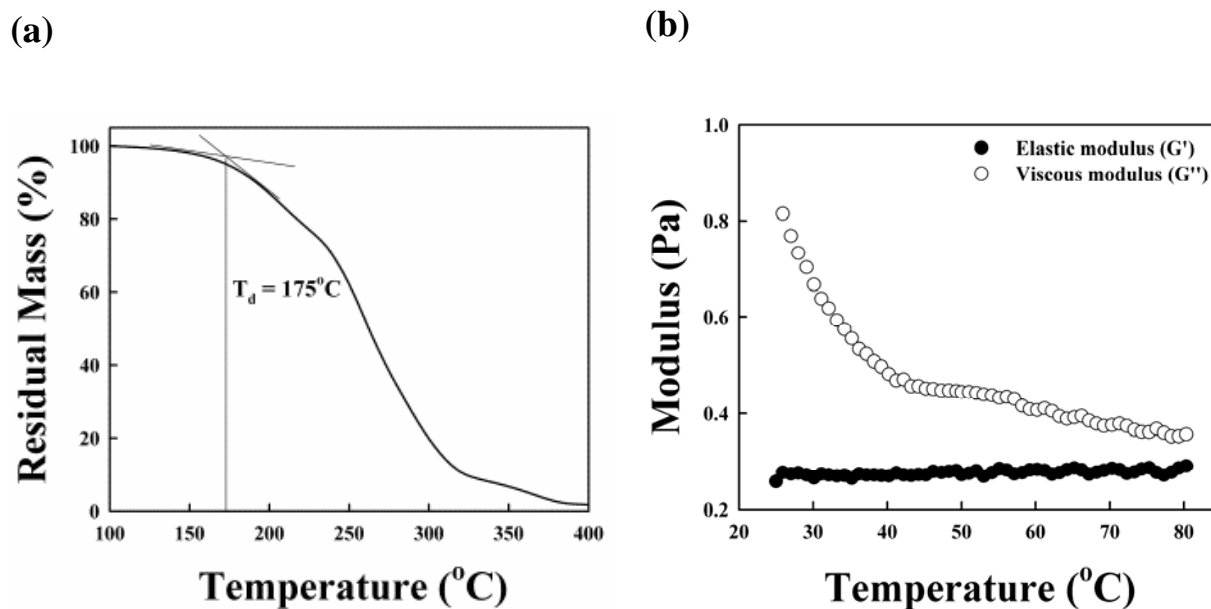 (a)
(b)
Residual Mass (%)
100
80
60
40
20
0
T_d = 175°C
100 150 200 250 300 350 400
Temperature (°C)
Modulus (Pa)
1.0
0.8
0.6
0.4
0.2
Elastic modulus (G')
Viscous modulus (G'')
20 30 40 50 60 70 80
Temperature (°C)